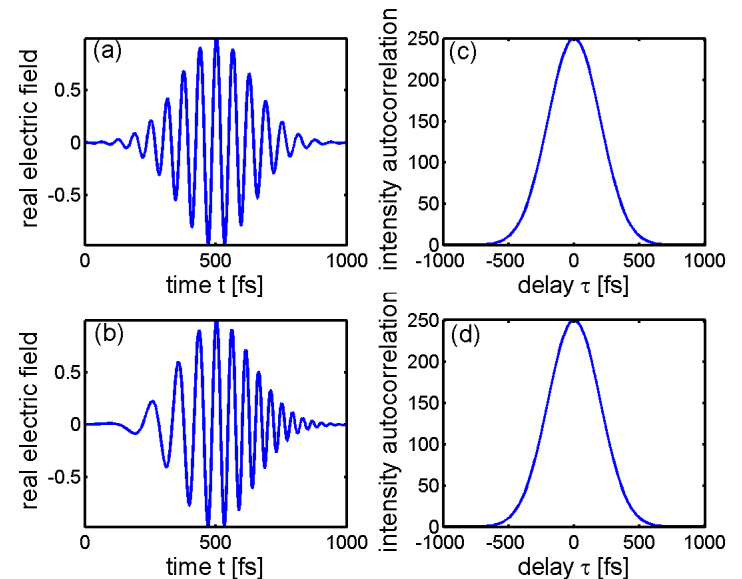 (a)
real electric field
0.5
0
-0.5
0
500
1000
time t [fs]
(c)
intensity autocorrelation
250
200
150
100
50
0
-1000
-500
0
500
1000
delay τ [fs]
(b)
real electric field
0.5
0
-0.5
0
500
1000
time t [fs]
(d)
intensity autocorrelation
250
200
150
100
50
0
-1000
-500
0
500
1000
delay τ [fs]